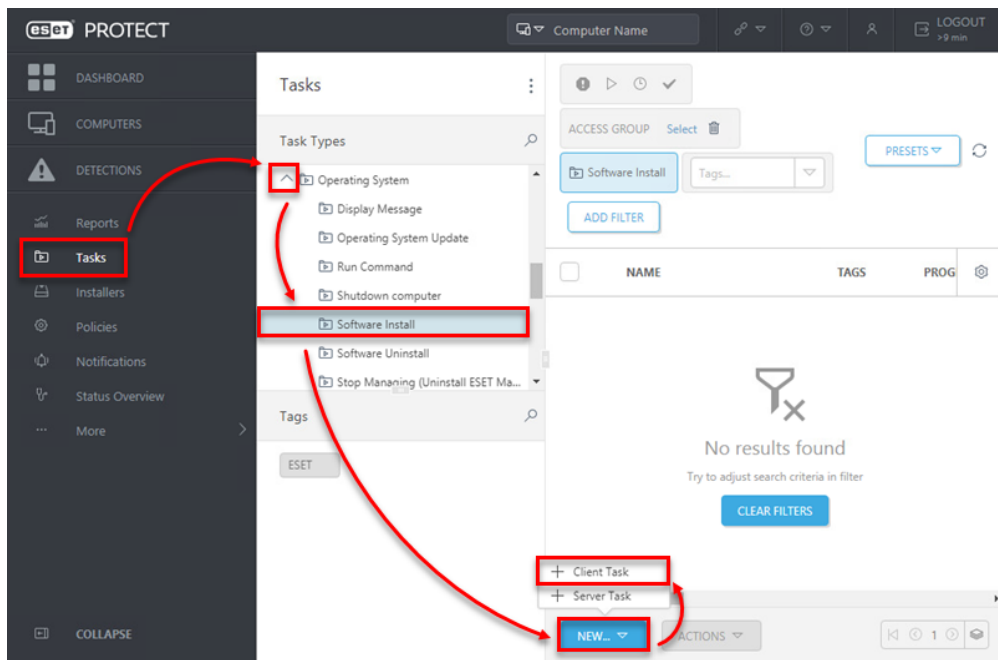 eset PROTECT
Computer Name
LOGOUT
>9 min
DASHBOARD
COMPUTERS
DETECTIONS
Reports
Tasks
Installers
Policies
Notifications
Status Overview
More
COLLAPSE
Tasks
Task Types
Operating System
Display Message
Operating System Update
Run Command
Shutdown computer
Software Install
Software Uninstall
Stop Managing (Uninstall ESET Ma...
Tags
ESET
ACCESS GROUP Select
Software Install Tags...
PRESETS
ADD FILTER
NAME TAGS PROG
No results found
Try to adjust search criteria in filter
CLEAR FILTERS
Client Task
Server Task
NEW... ACTIONS 1